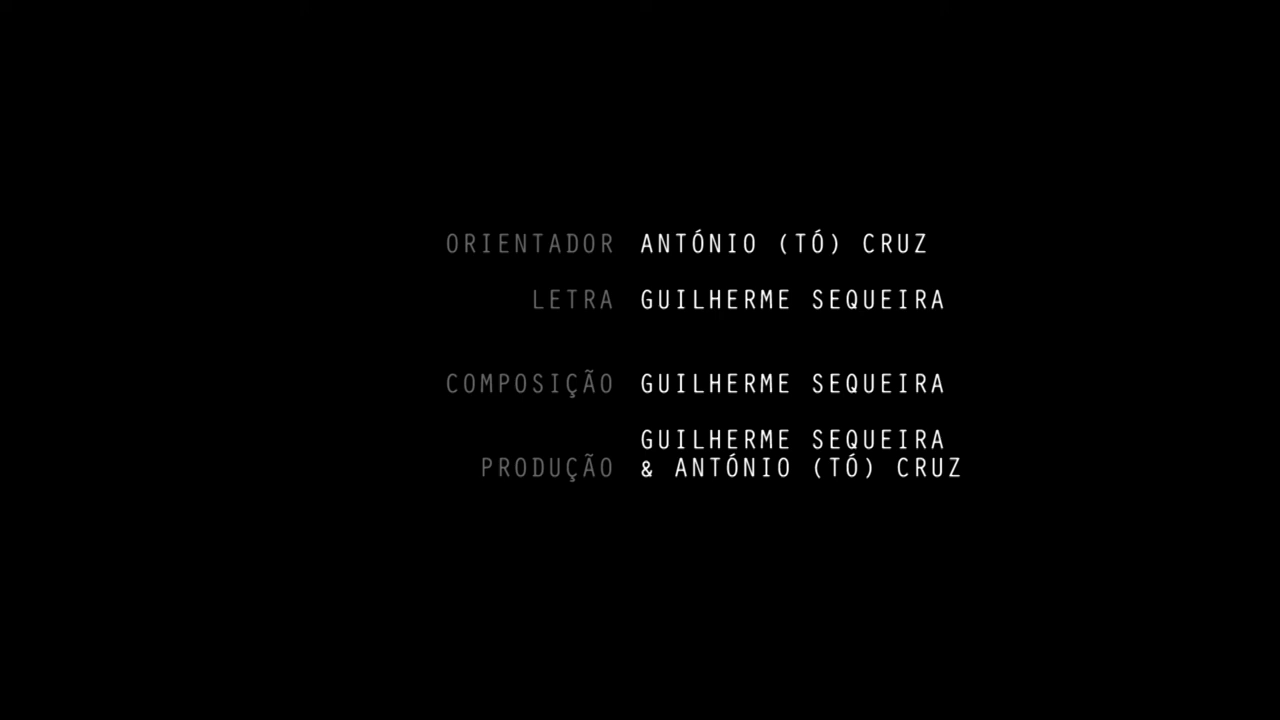 ORIENTADOR ANTÓNIO (TÓ) CRUZ
LETRA GUILHERME SEQUEIRA
COMPOSIÇÃO GUILHERME SEQUEIRA
GUILHERME SEQUEIRA
PRODUÇÃO & ANTÓNIO (TÓ) CRUZ